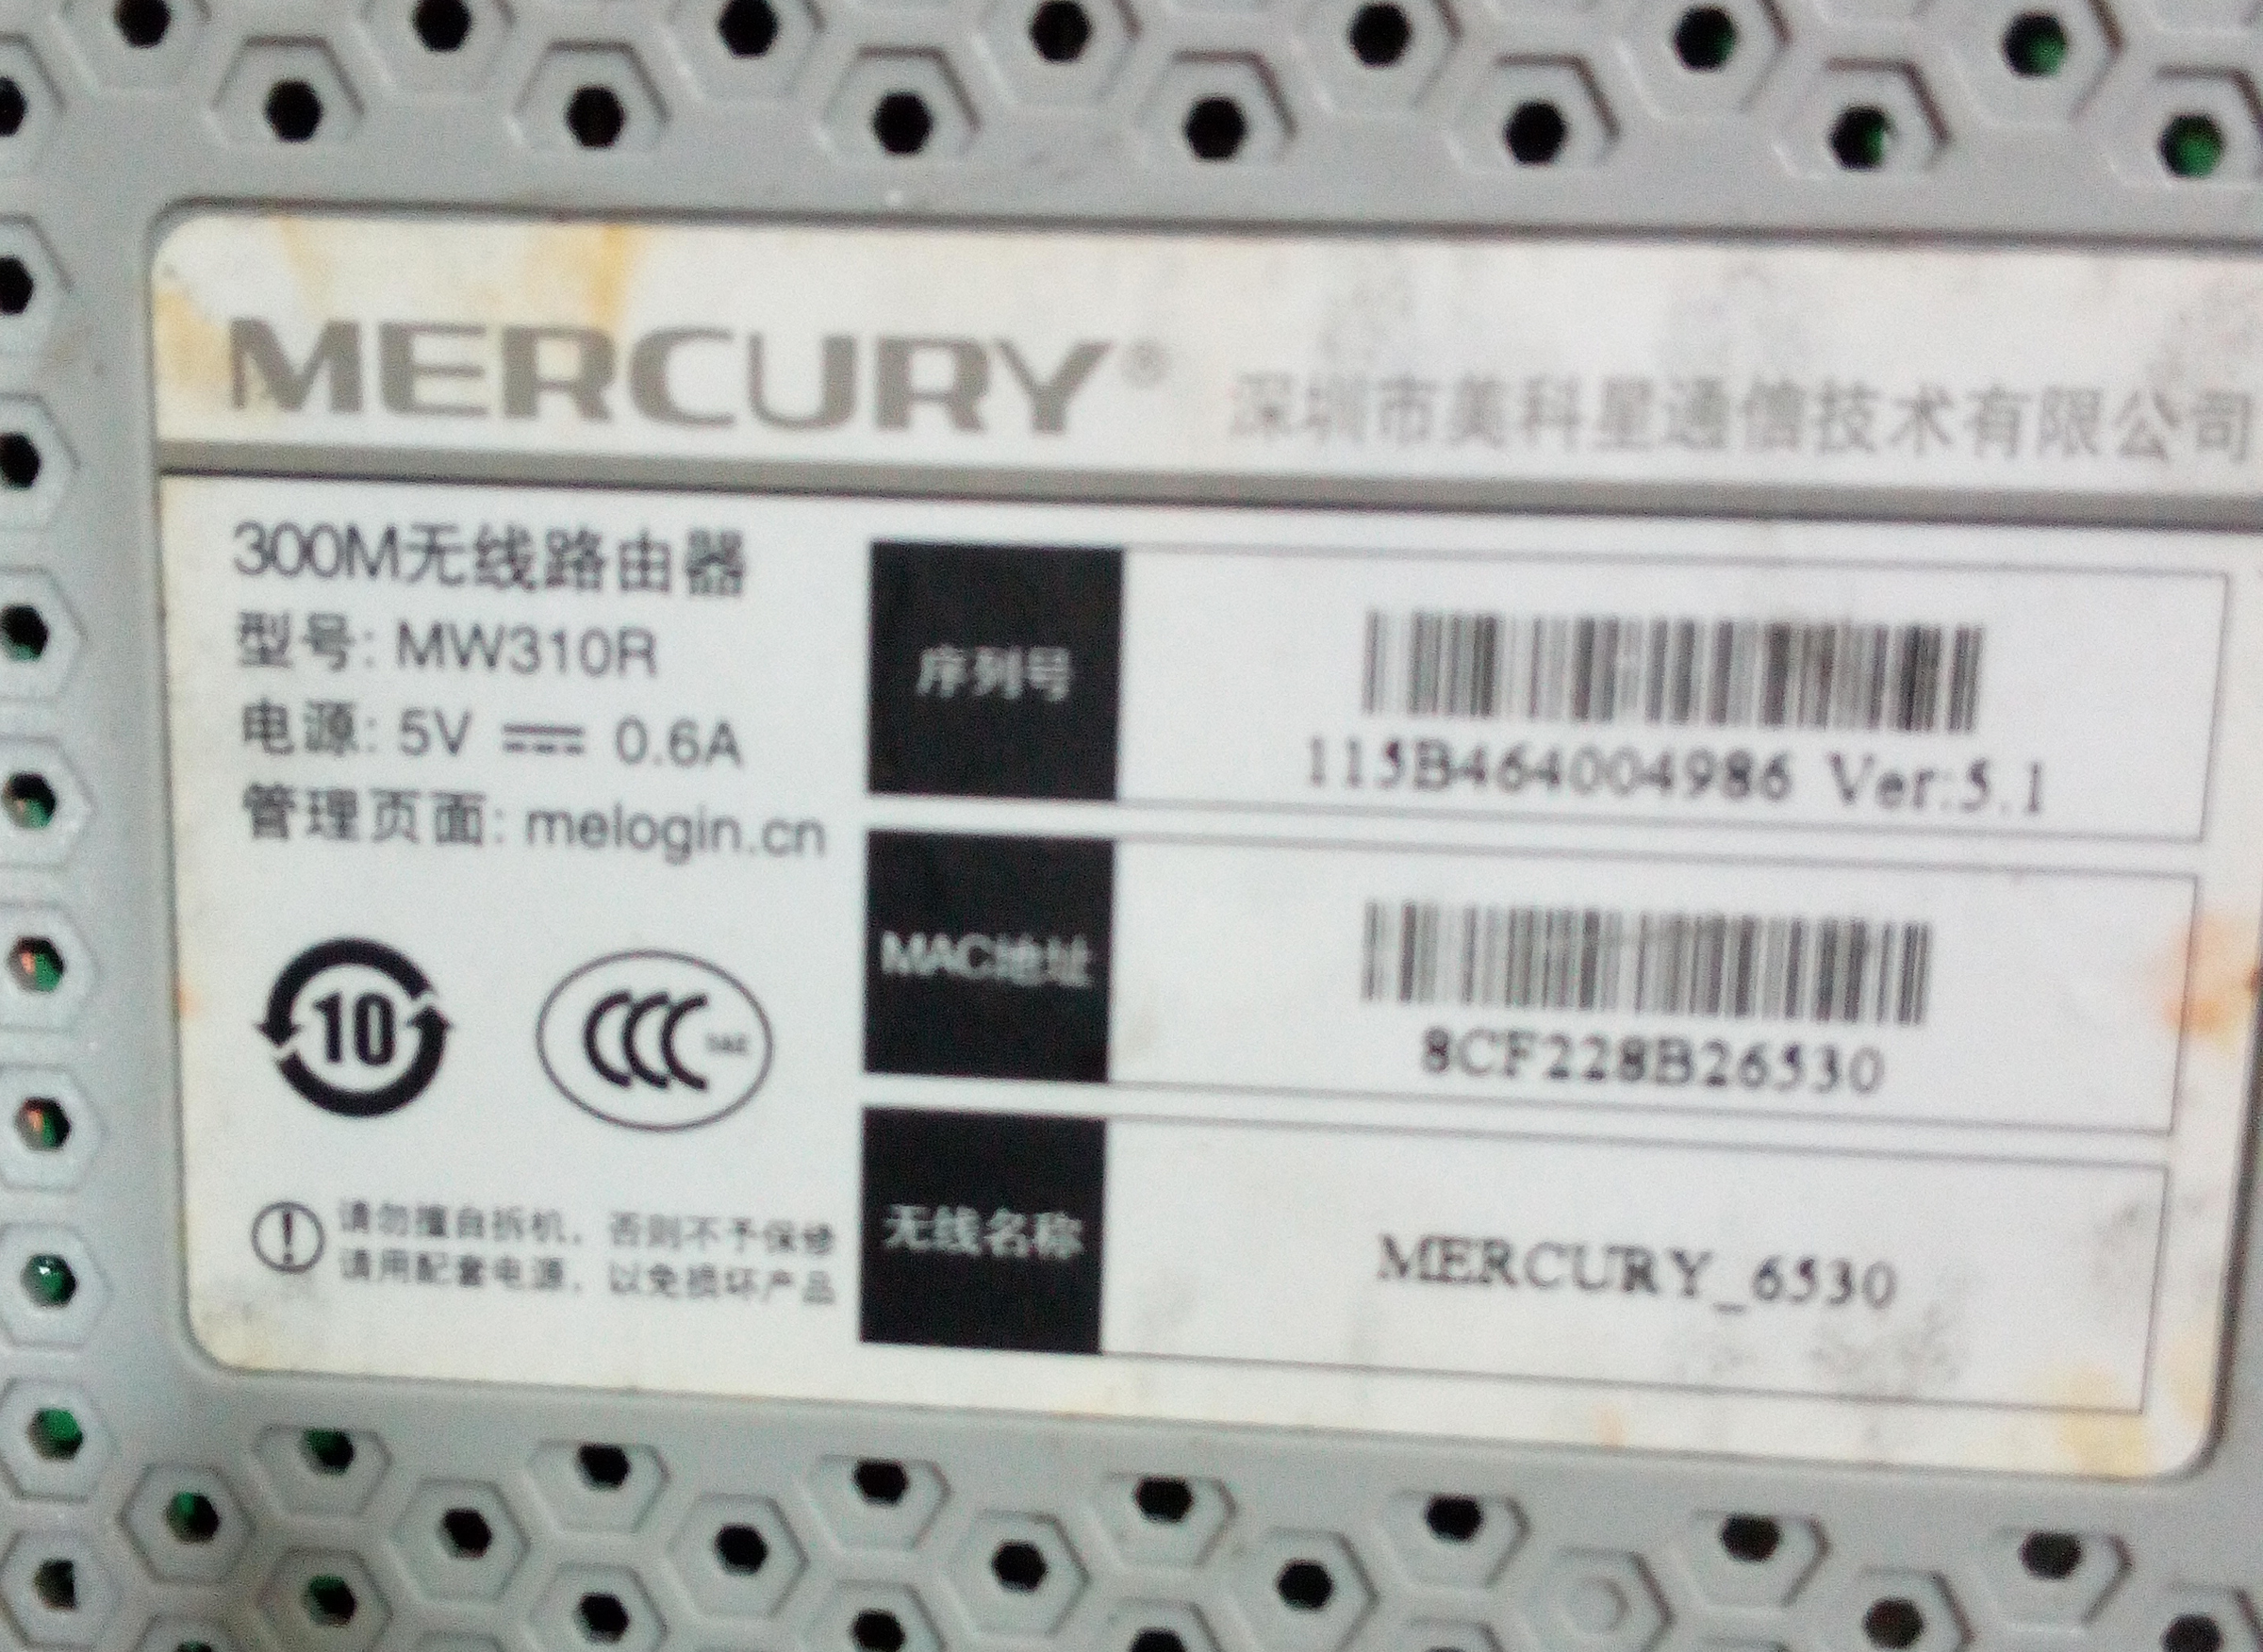 MERCURY® 深圳市美科星通信技术有限公司
300M无线路由器
型号: MW310R
电源: 5V ⎓ 0.6A
管理页面: melogin.cn
10
CCC
请勿擅自拆机，否则不予保修
请用配套电源，以免损坏产品
序列号
115B464004986 Ver:5.1
MAC地址
8CF228B26530
无线名称
MERCURY_6530